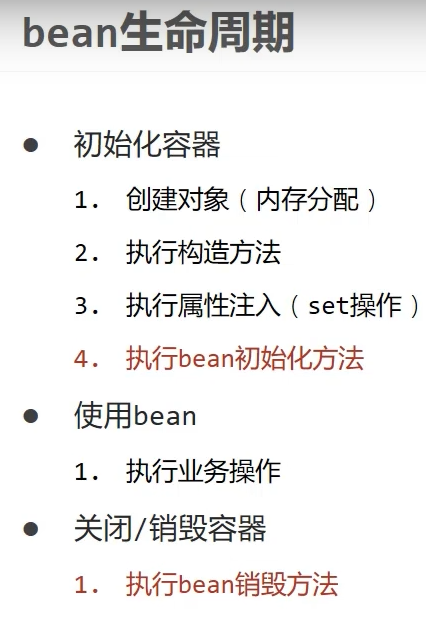 bean生命周期
● 初始化容器
1. 创建对象（内存分配）
2. 执行构造方法
3. 执行属性注入（set操作）
4. 执行bean初始化方法
● 使用bean
1. 执行业务操作
● 关闭/销毁容器
1. 执行bean销毁方法